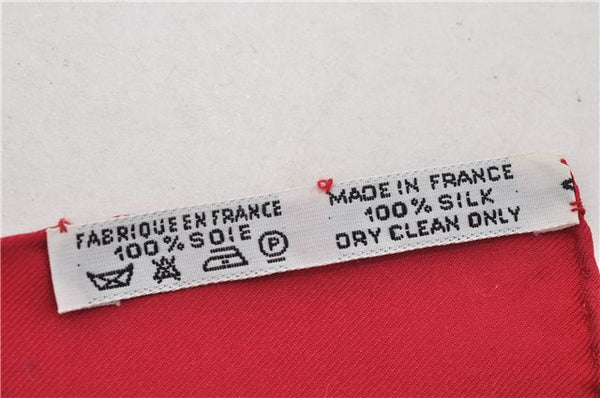 FABRIQUE EN FRANCE
100% SOIE
P
MADE IN FRANCE
100% SILK
DRY CLEAN ONLY